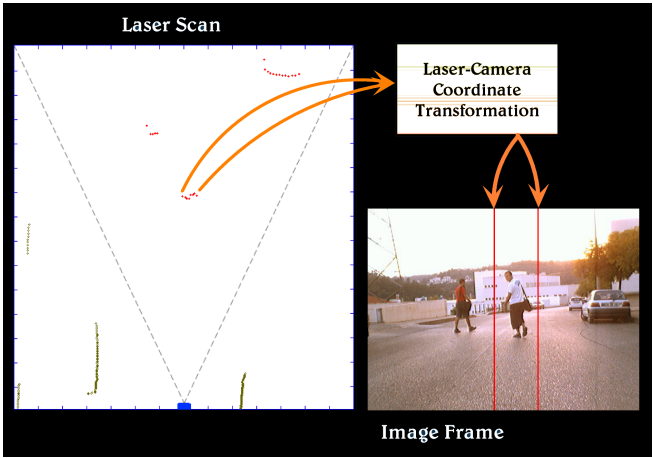 Laser Scan
Laser-Camera
Coordinate
Transformation
Image Frame